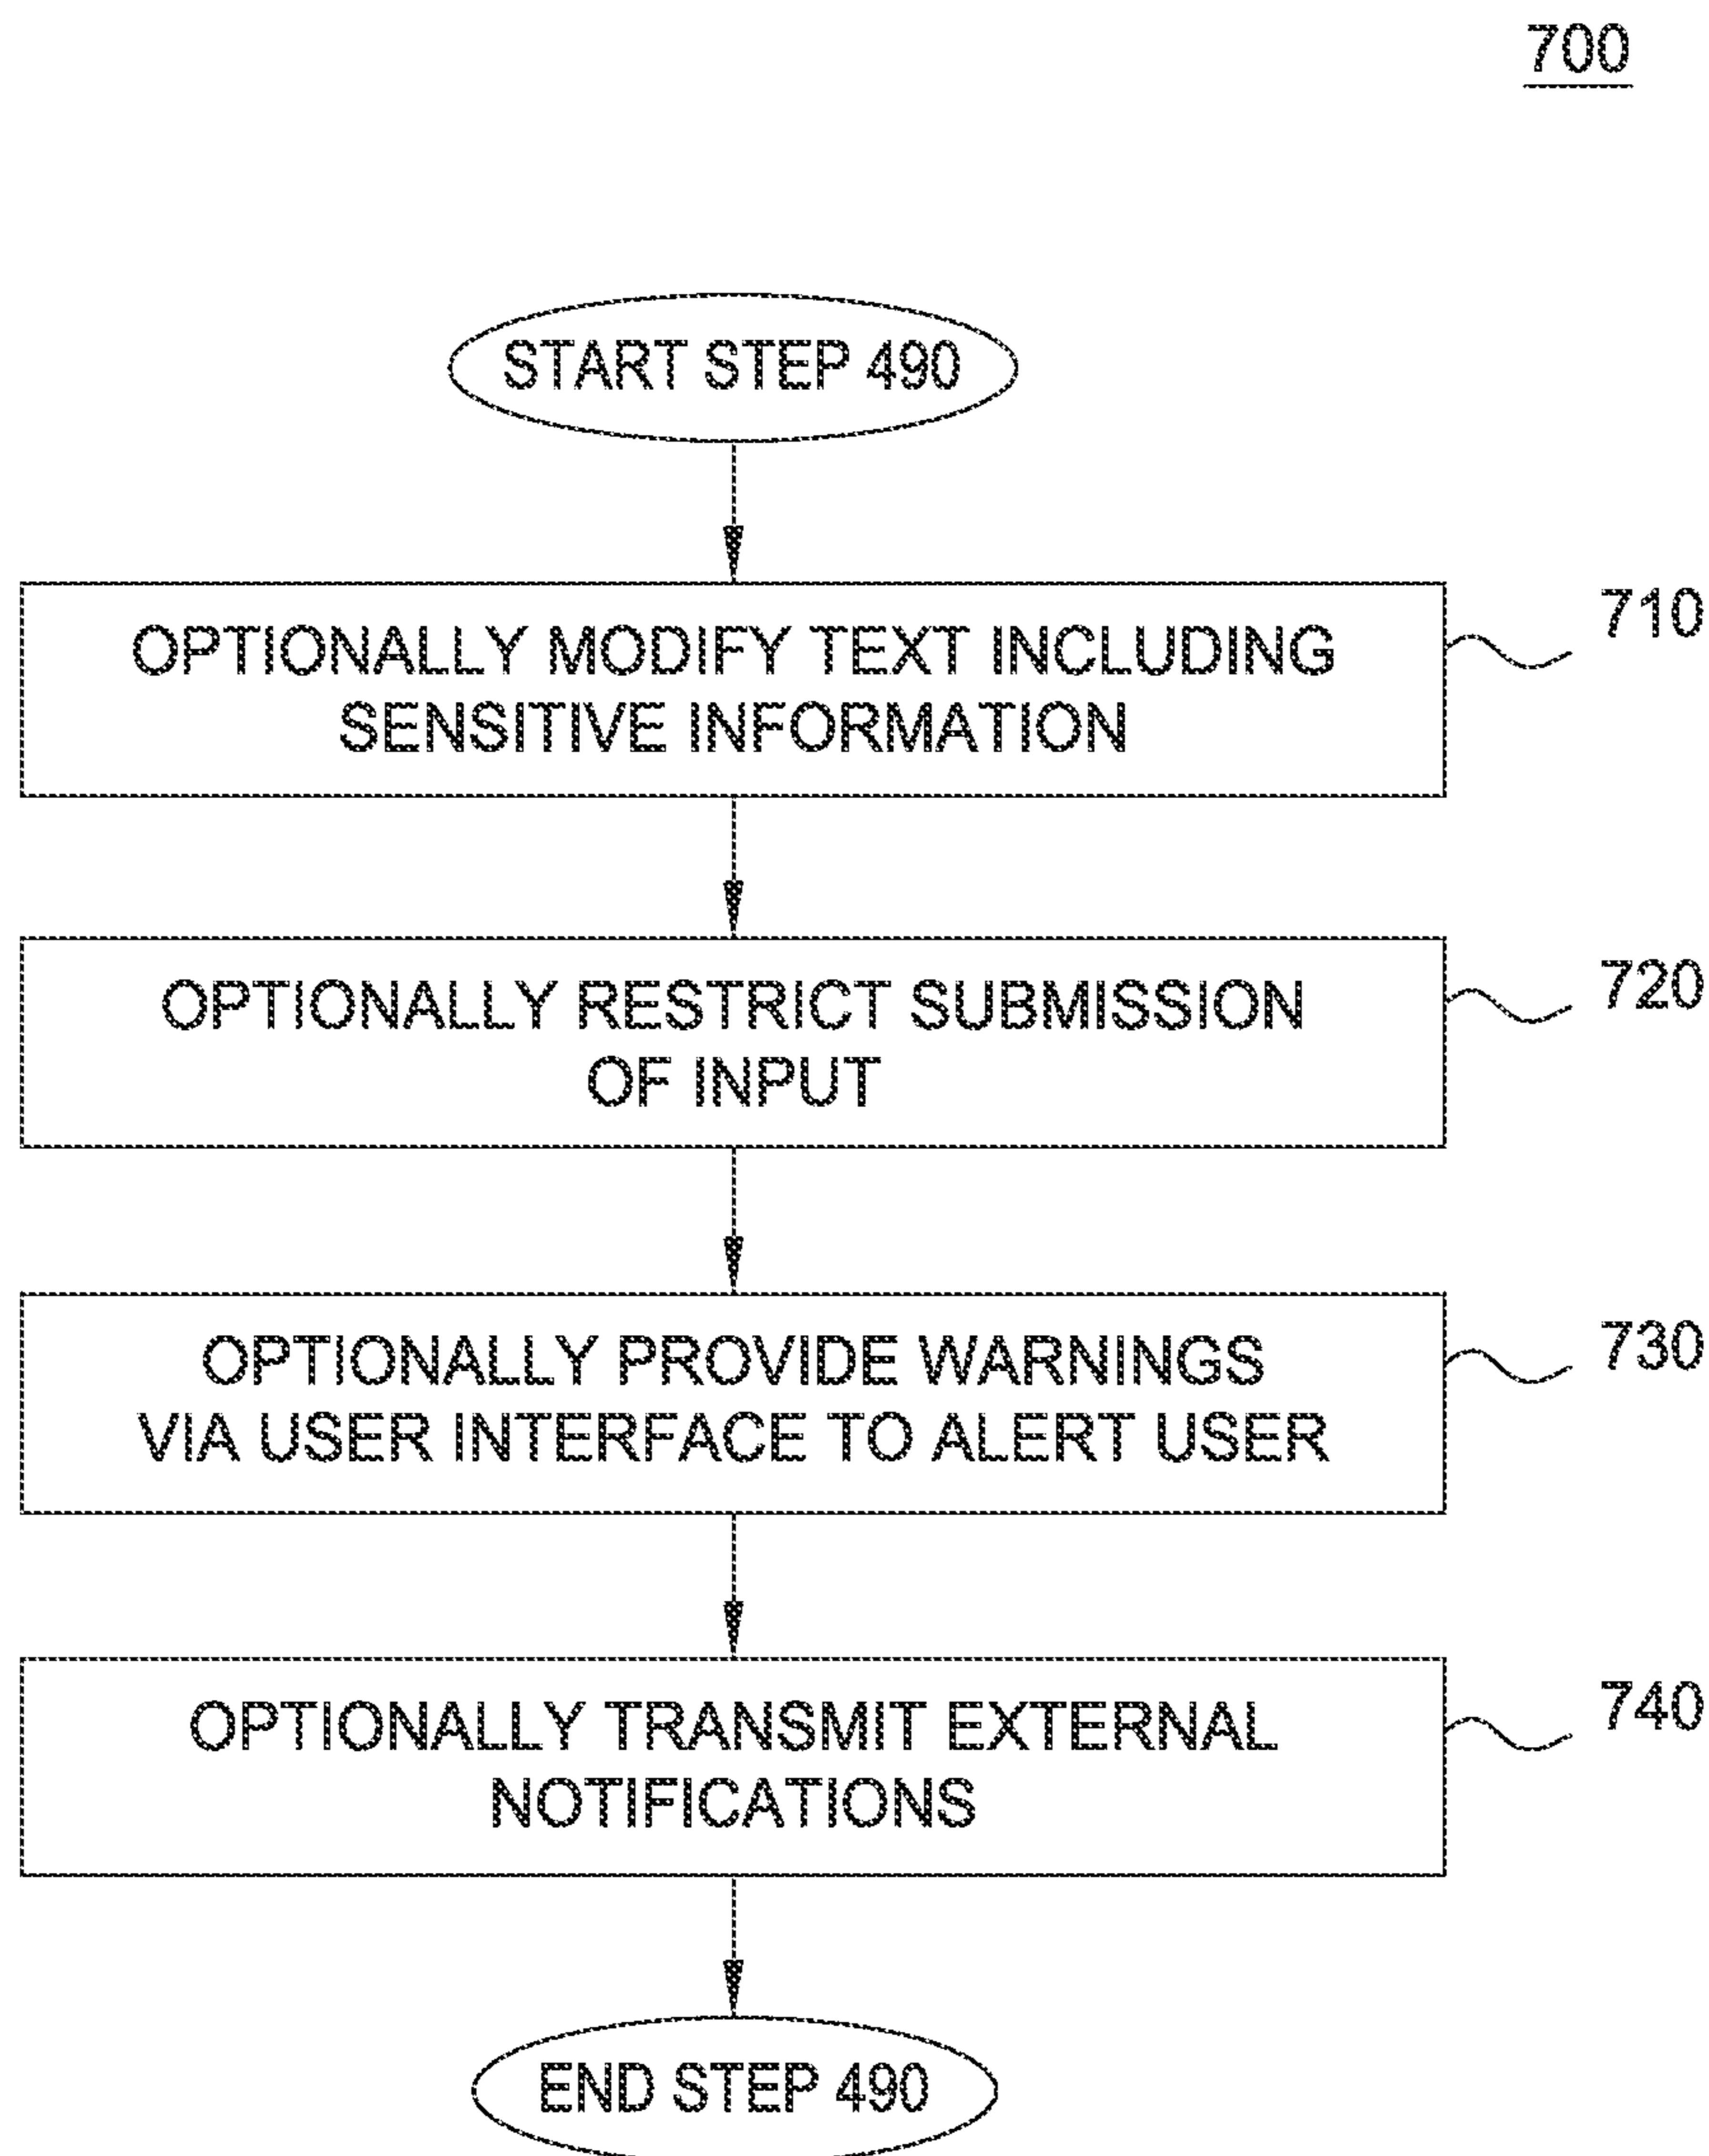 700
START STEP 490
OPTIONALLY MODIFY TEXT INCLUDING
SENSITIVE INFORMATION
710
OPTIONALLY RESTRICT SUBMISSION
OF INPUT
720
OPTIONALLY PROVIDE WARNINGS
VIA USER INTERFACE TO ALERT USER
730
OPTIONALLY TRANSMIT EXTERNAL
NOTIFICATIONS
740
END STEP 490